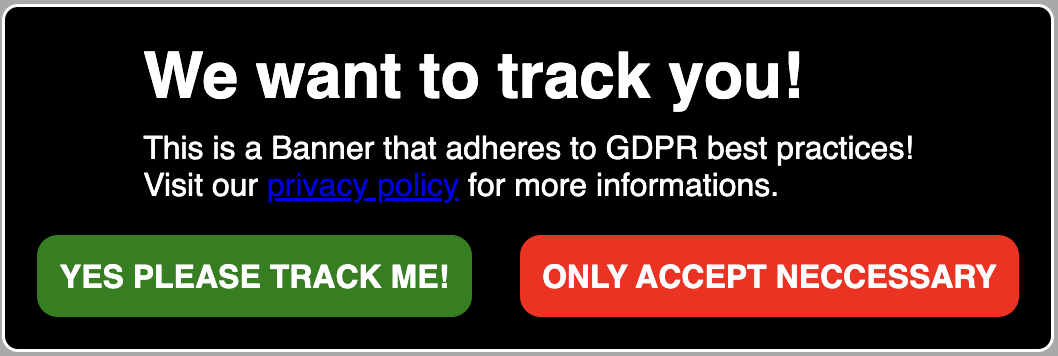 We want to track you!
This is a Banner that adheres to GDPR best practices!
Visit our privacy policy for more informations.
YES PLEASE TRACK ME!
ONLY ACCEPT NECCESSARY